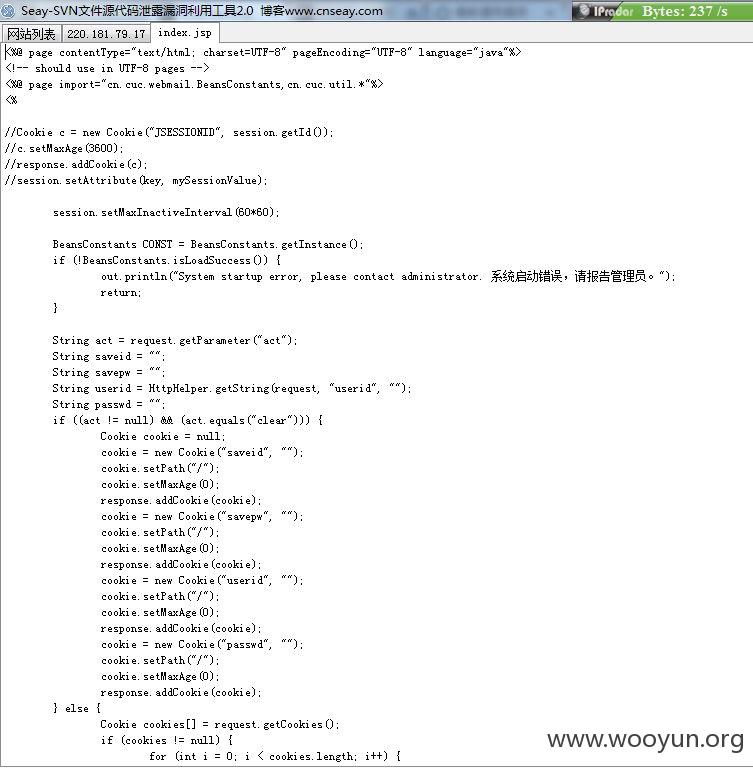 Seay-SVN文件源代码泄露漏洞利用工具2.0 博客www.cnseay.com
IPradar Bytes: 237 /s
网站列表 220.181.79.17 index.jsp
<%@ page contentType="text/html; charset=UTF-8" pageEncoding="UTF-8" language="java"%>
<!-- should use in UTF-8 pages -->
<%@ page import="cn.cuc.webmail.BeansConstants,cn.cuc.util.*"%>
<%
//Cookie c = new Cookie("JSESSIONID", session.getId());
//c.setMaxAge(3600);
//response.addCookie(c);
//session.setAttribute(key, mySessionValue);
session.setMaxInactiveInterval(60*60);
BeansConstants CONST = BeansConstants.getInstance();
if (!BeansConstants.isLoadSuccess()) {
out.println("System startup error, please contact administrator. 系统启动错误，请报告管理员。");
return;
}
String act = request.getParameter("act");
String saveid = "";
String savepw = "";
String userid = HttpHelper.getString(request, "userid", "");
String passwd = "";
if ((act != null) && (act.equals("clear"))) {
Cookie cookie = null;
cookie = new Cookie("saveid", "");
cookie.setPath("/");
cookie.setMaxAge(0);
response.addCookie(cookie);
cookie = new Cookie("savepw", "");
cookie.setPath("/");
cookie.setMaxAge(0);
response.addCookie(cookie);
cookie = new Cookie("userid", "");
cookie.setPath("/");
cookie.setMaxAge(0);
response.addCookie(cookie);
cookie = new Cookie("passwd", "");
cookie.setPath("/");
cookie.setMaxAge(0);
response.addCookie(cookie);
} else {
Cookie cookies[] = request.getCookies();
if (cookies != null) {
for (int i = 0; i < cookies.length; i++) {
www.wooyun.org